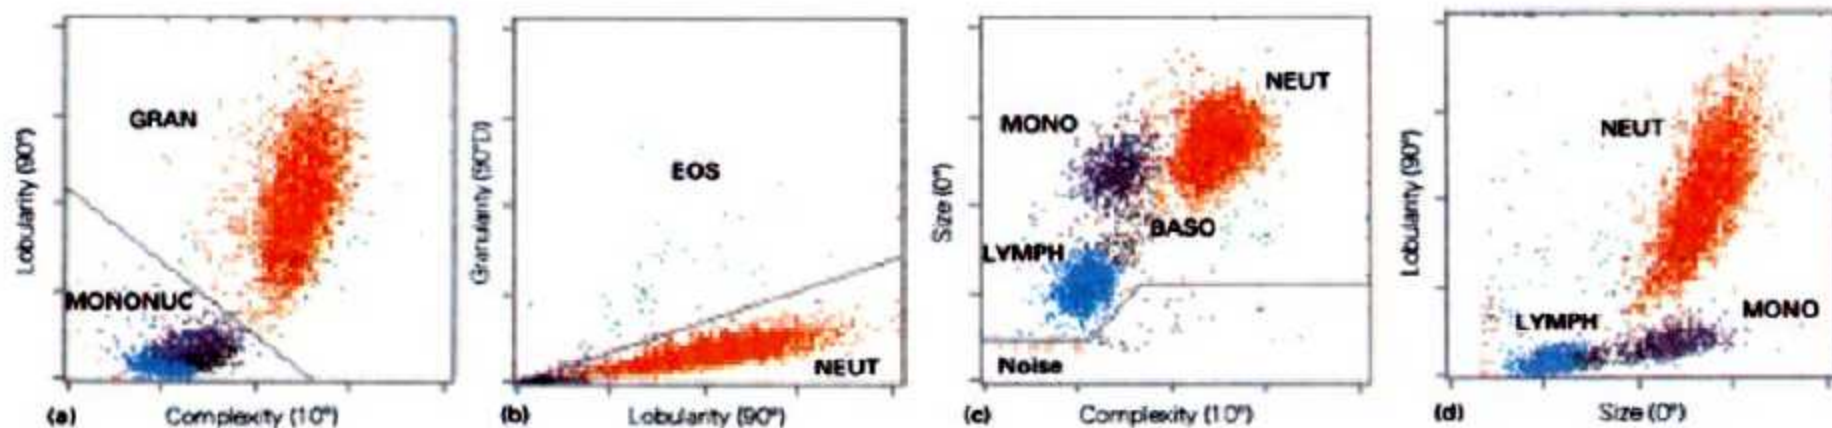 GRAN
MONONUC
Lobularity (90°)
(a)
Complexity (10°)
EOS
NEUT
Granularity (90°D)
(b)
Lobularity (90°)
NEUT
MONO
BASO
LYMPH
Noise
Size (0°)
(c)
Complexity (10°)
NEUT
LYMPH
MONO
Lobularity (90°)
(d)
Size (0°)